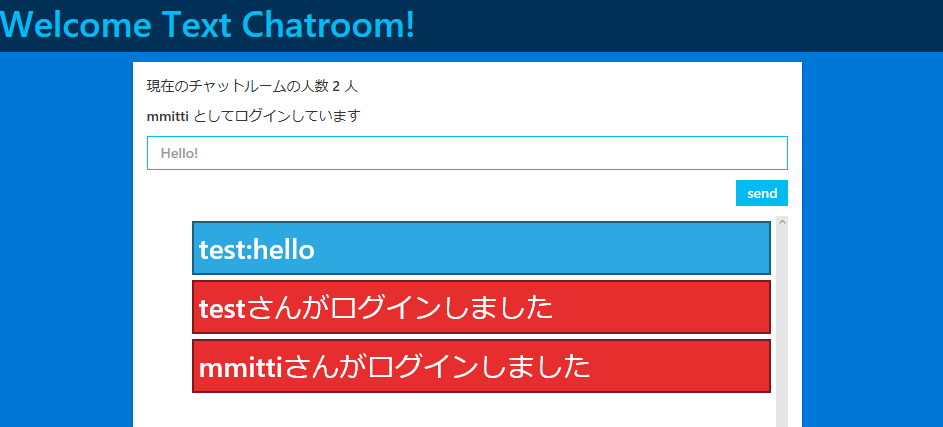 Welcome Text Chatroom!
現在のチャットルームの人数 2 人
mmitti としてログインしています
Hello!
send
test:hello
testさんがログインしました
mmittiさんがログインしました